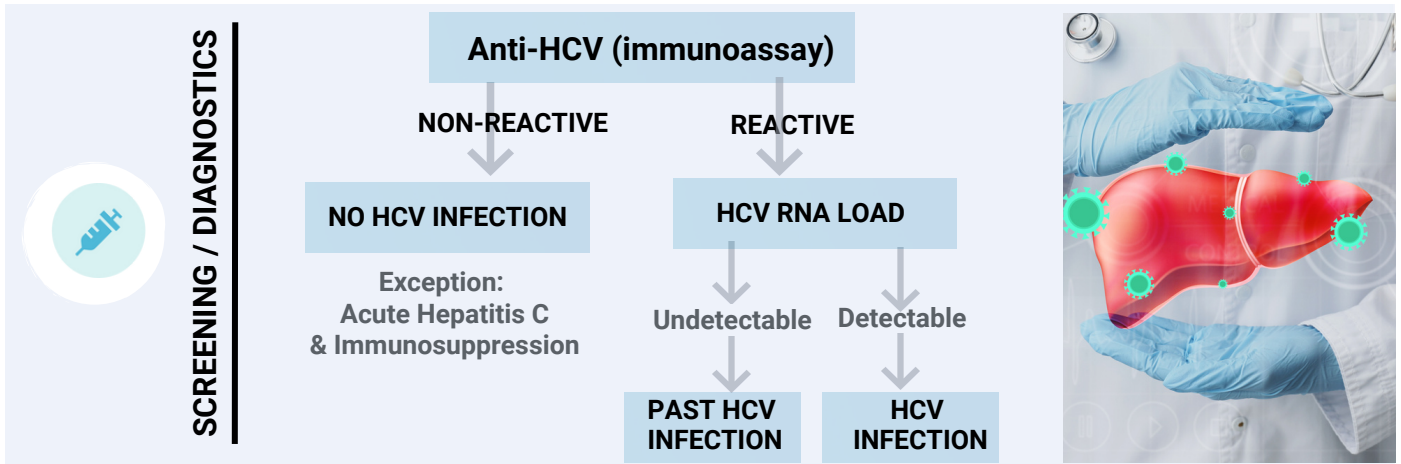 SCREENING / DIAGNOSTICS
Anti-HCV (immunoassay)
NON-REACTIVE
REACTIVE
NO HCV INFECTION
HCV RNA LOAD
Exception:
Acute Hepatitis C
& Immunosuppression
Undetectable
Detectable
PAST HCV
INFECTION
HCV
INFECTION